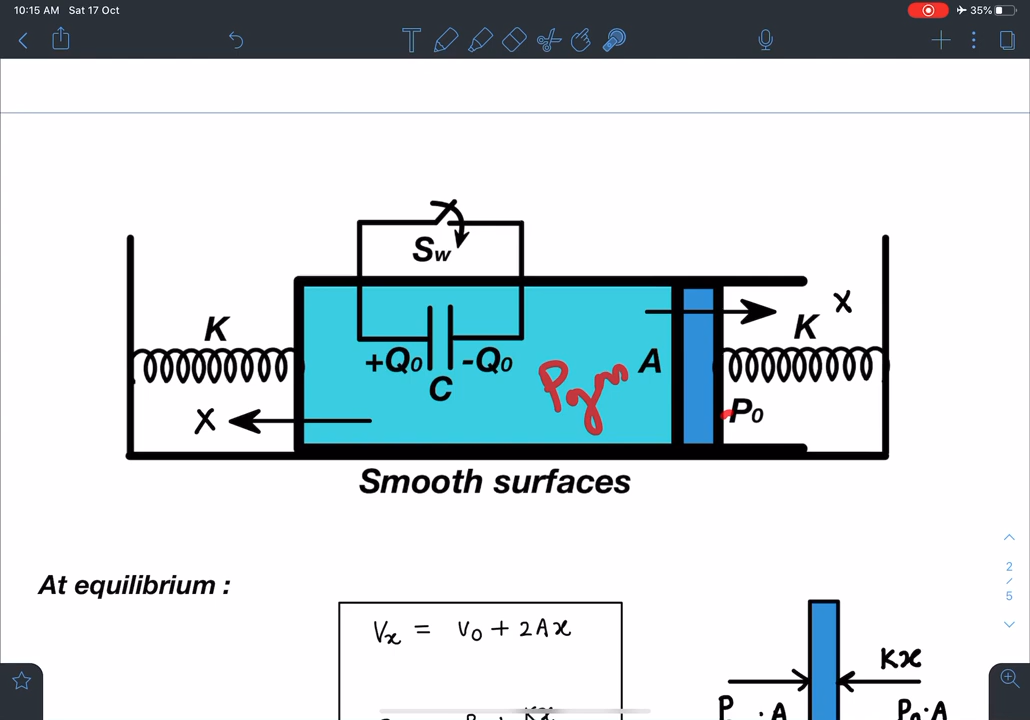 10:15 AM Sat 17 Oct
35%
Sw
K
K
x
+Q0
-Q0
A
C
P0
x
Smooth surfaces
2
/
5
At equilibrium :
Vx = V0 + 2Ax
Kx
P . A
P0.A